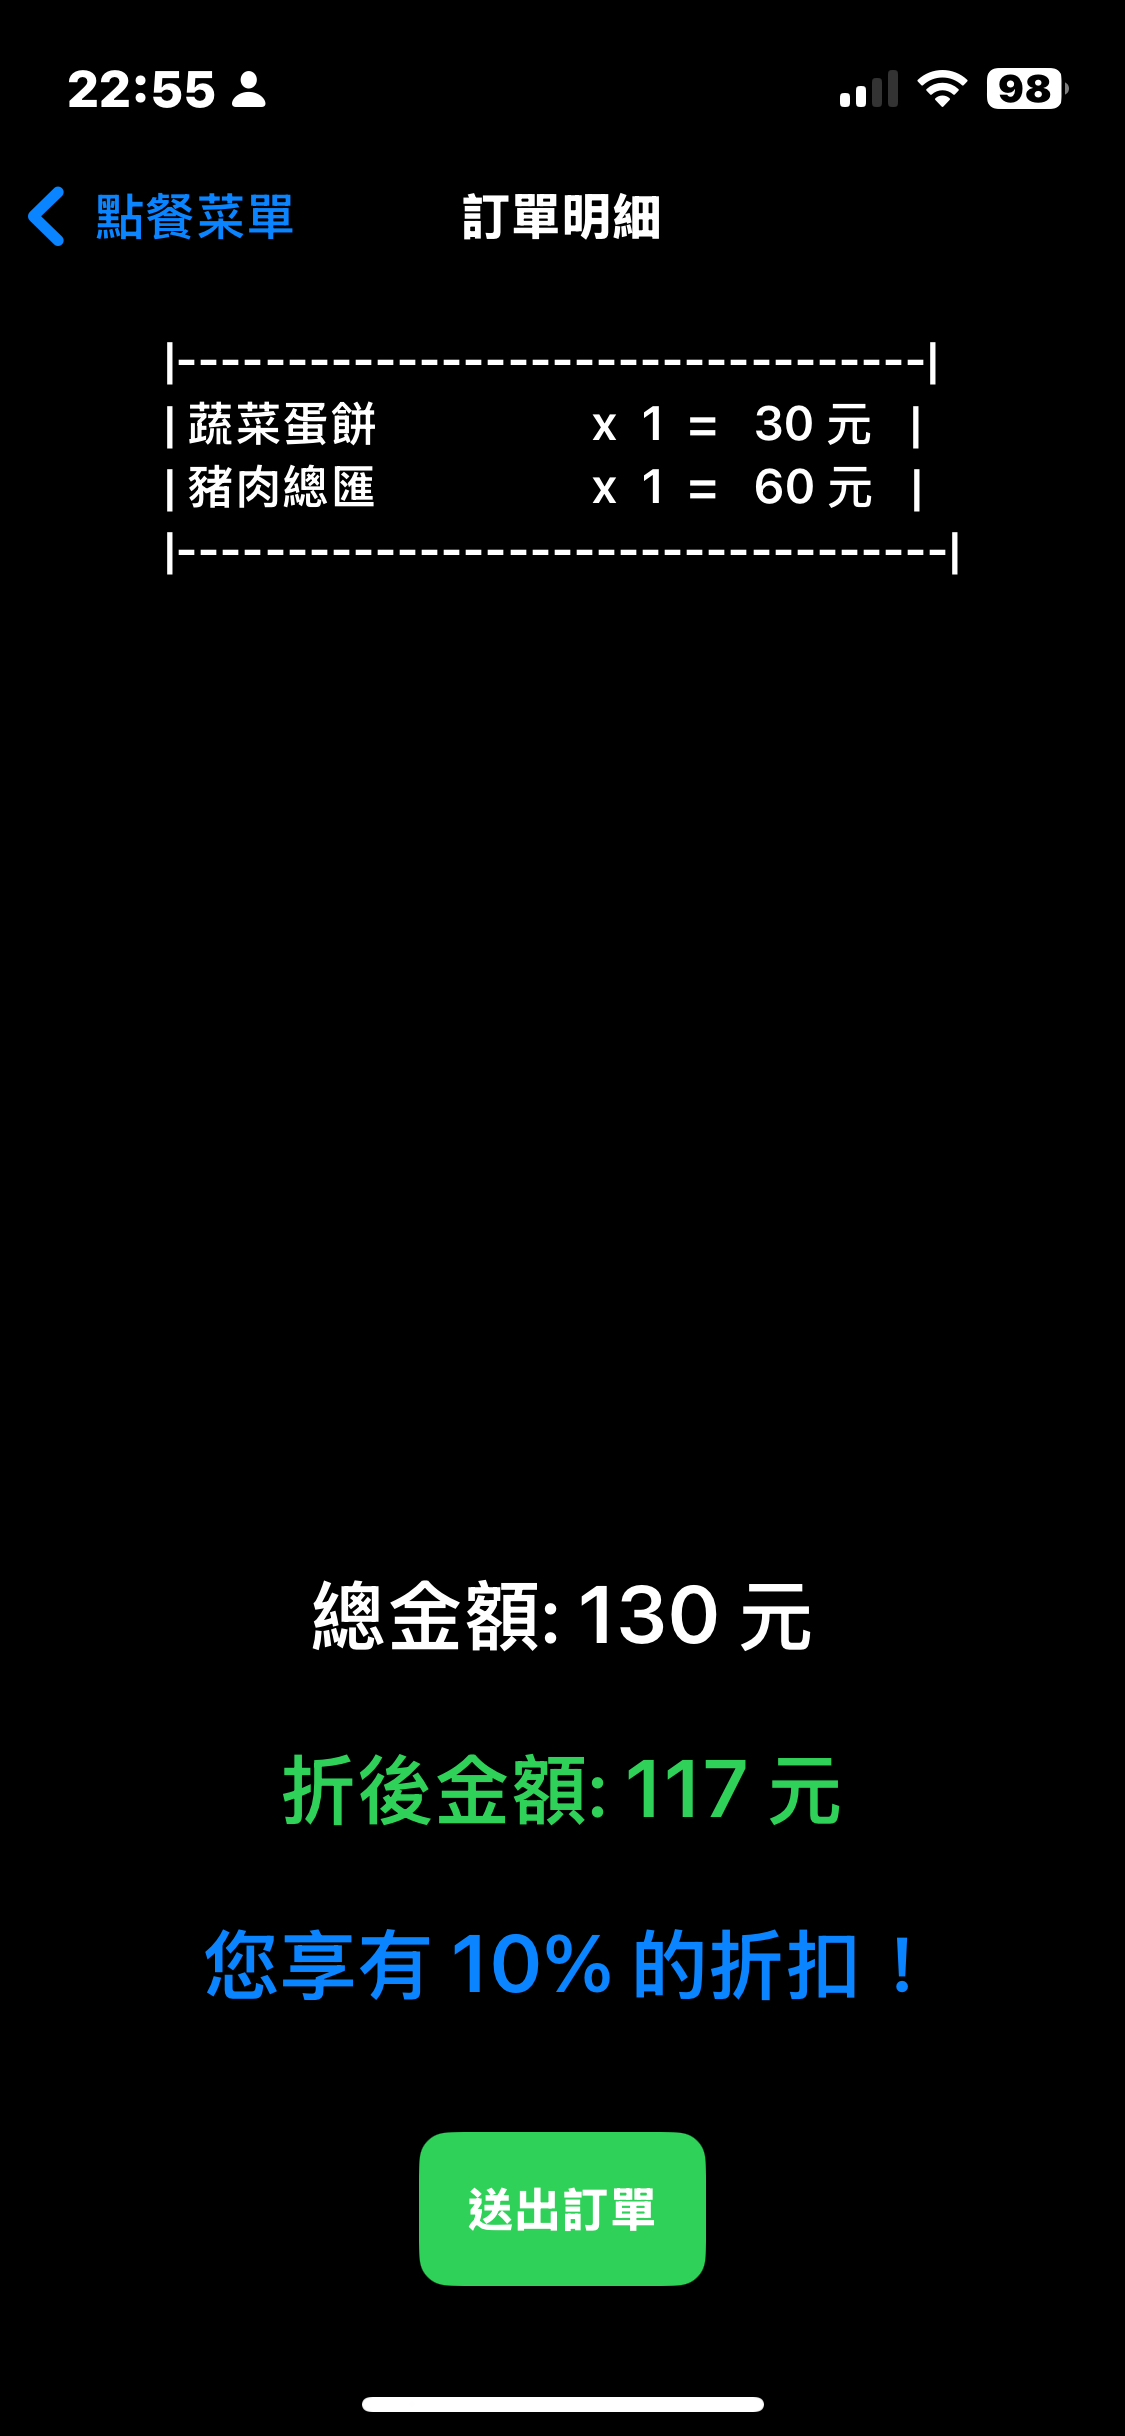 22:55
98
點餐菜單
訂單明細
|----------------------------------|
| 蔬菜蛋餅 x 1 = 30 元 |
| 豬肉總匯 x 1 = 60 元 |
|-----------------------------------|
總金額: 130 元
折後金額: 117 元
您享有 10% 的折扣！
送出訂單